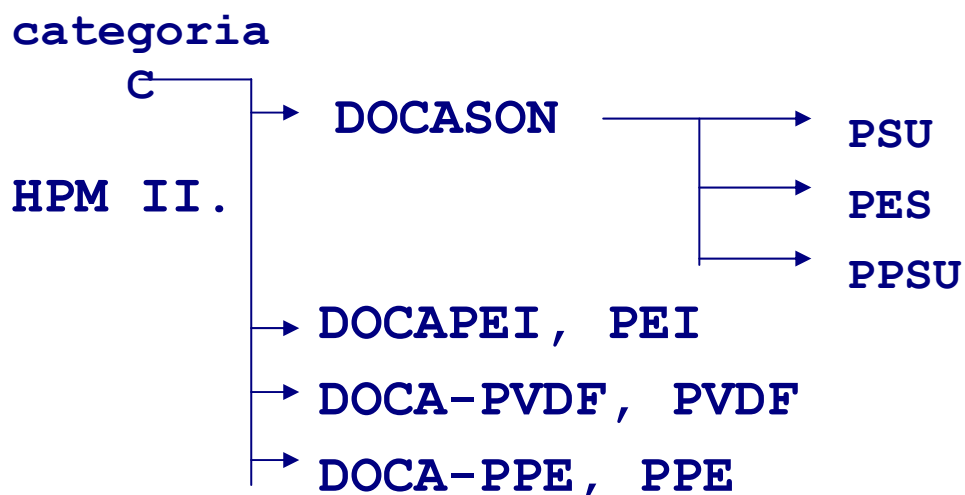 categoria
C
DOCASON
PSU
HPM II.
PES
PPSU
DOCAPEI, PEI
DOCA-PVDF, PVDF
DOCA-PPE, PPE